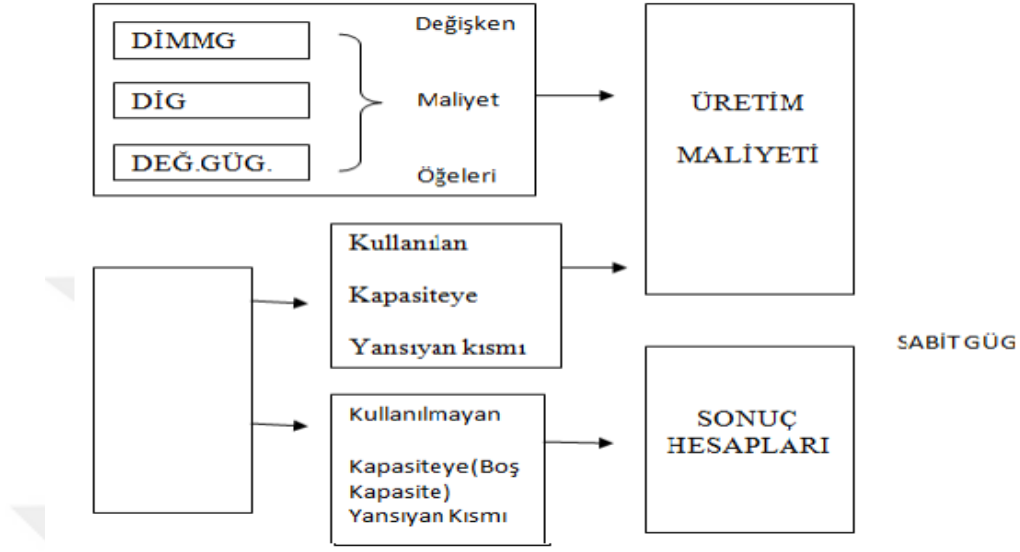 DİMMG
DİG
DEĞ.GÜG.
Değişken
Maliyet
Öğeleri
ÜRETİM
MALİYETİ
Kullanılan
Kapasiteye
Yansıyan kısmı
SABİT GÜG
Kullanılmayan
Kapasiteye(Boş
Kapasite)
Yansıyan Kısmı
SONUÇ
HESAPLARI